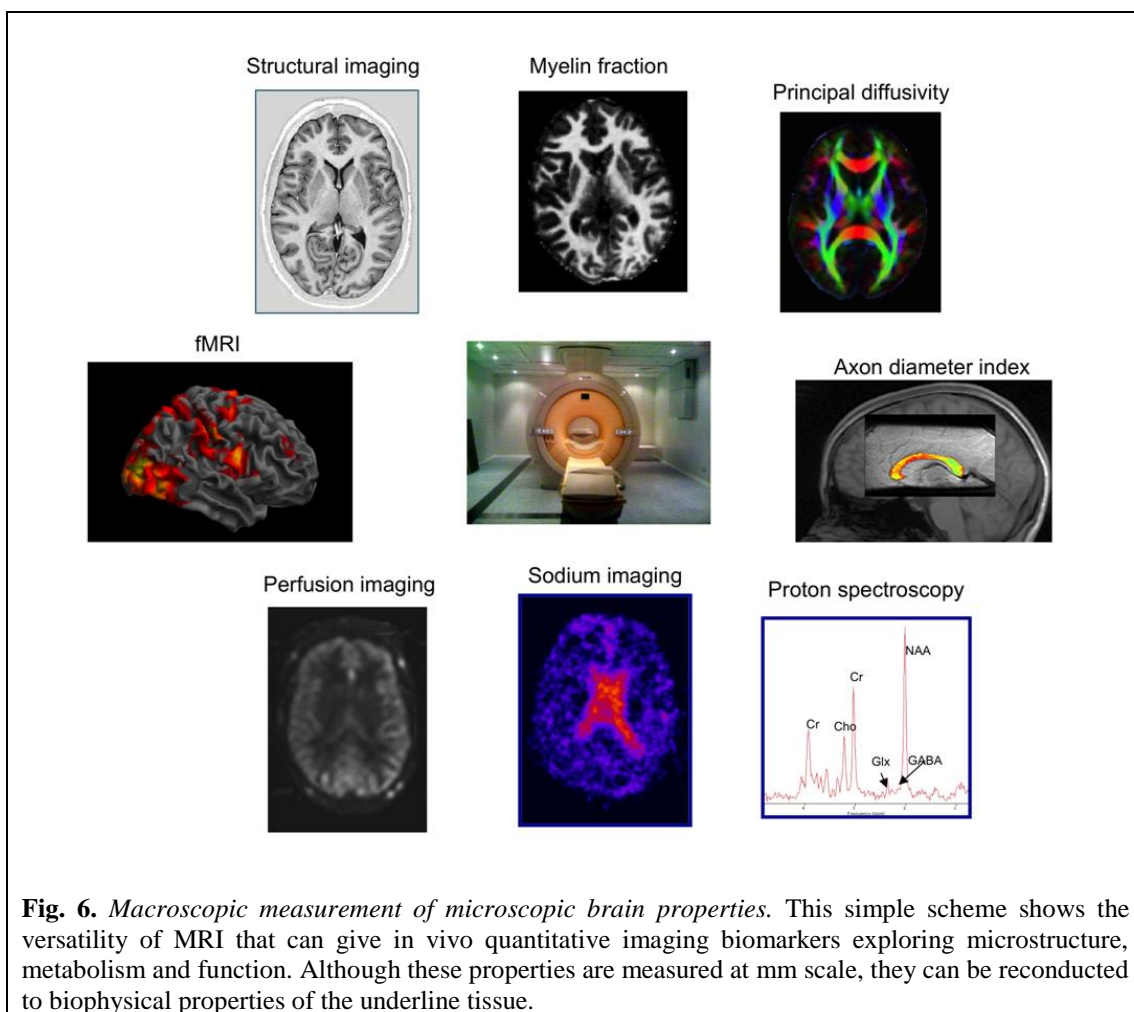 Structural imaging
Myelin fraction
Principal diffusivity
fMRI
Axon diameter index
Perfusion imaging
Sodium imaging
Proton spectroscopy
NAA
Cr
Cr
Cho
Glx
GABA
Fig. 6. Macroscopic measurement of microscopic brain properties. This simple scheme shows the
versatility of MRI that can give in vivo quantitative imaging biomarkers exploring microstructure,
metabolism and function. Although these properties are measured at mm scale, they can be reconducted
to biophysical properties of the underline tissue.